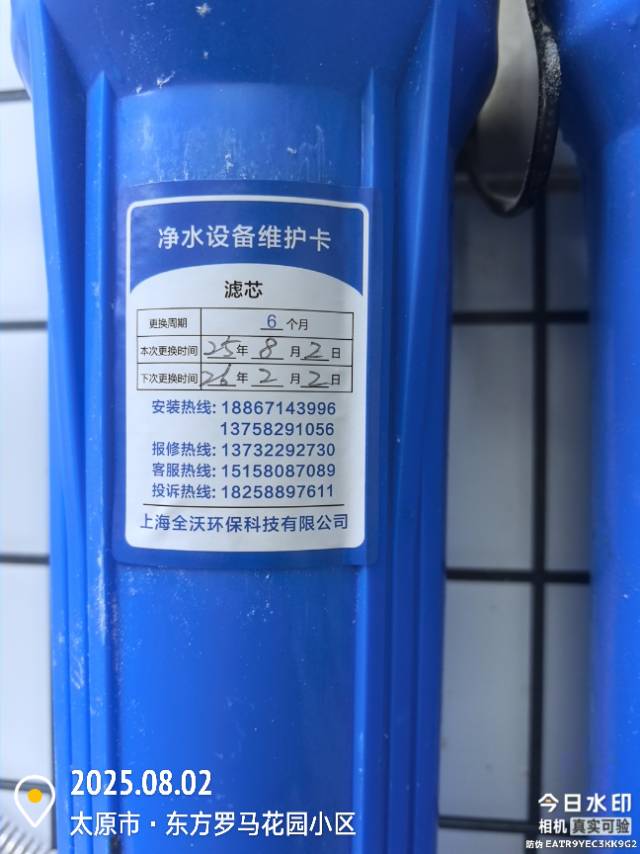 净水设备维护卡
滤芯
更换周期 6 个月
本次更换时间 25 年 8 月 2 日
下次更换时间 26 年 2 月 2 日
安装热线: 18867143996
13758291056
报修热线: 13732292730
客服热线: 15158087089
投诉热线: 18258897611
上海全沃环保科技有限公司
2025.08.02
太原市·东方罗马花园小区
今日水印
相机 真实可验
防伪 EATR9YEC3KK9G2